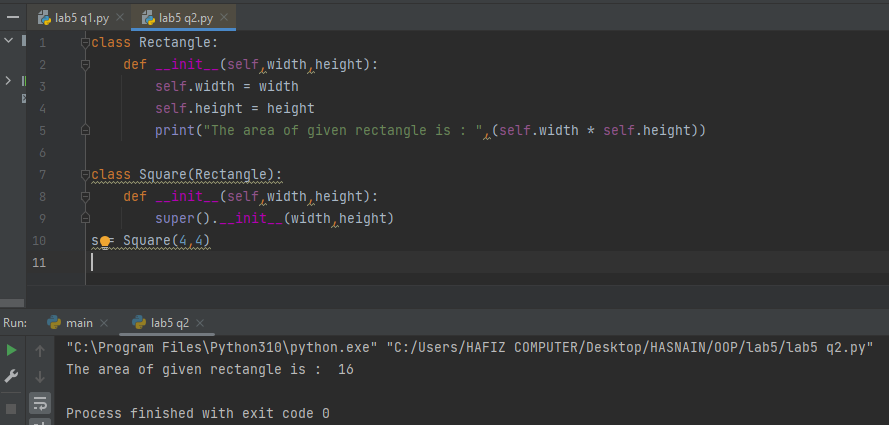 lab5 q1.py lab5 q2.py
1 class Rectangle:
2 def __init__(self,width,height):
3 self.width = width
4 self.height = height
5 print("The area of given rectangle is : ",(self.width * self.height))
6
7 class Square(Rectangle):
8 def __init__(self,width,height):
9 super().__init__(width,height)
10 s = Square(4,4)
11
Run: main lab5 q2
"C:\Program Files\Python310\python.exe" "C:/Users/HAFIZ COMPUTER/Desktop/HASNAIN/OOP/lab5/lab5 q2.py"
The area of given rectangle is :  16
Process finished with exit code 0